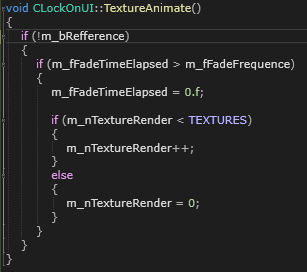 void CLockOnUI::TextureAnimate()
{
if (!m_bRefference)
{
if (m_fFadeTimeElapsed > m_fFadeFrequence)
{
m_fFadeTimeElapsed = 0.f;
if (m_nTextureRender < TEXTURES)
{
m_nTextureRender++;
}
else
{
m_nTextureRender = 0;
}
}
}
}